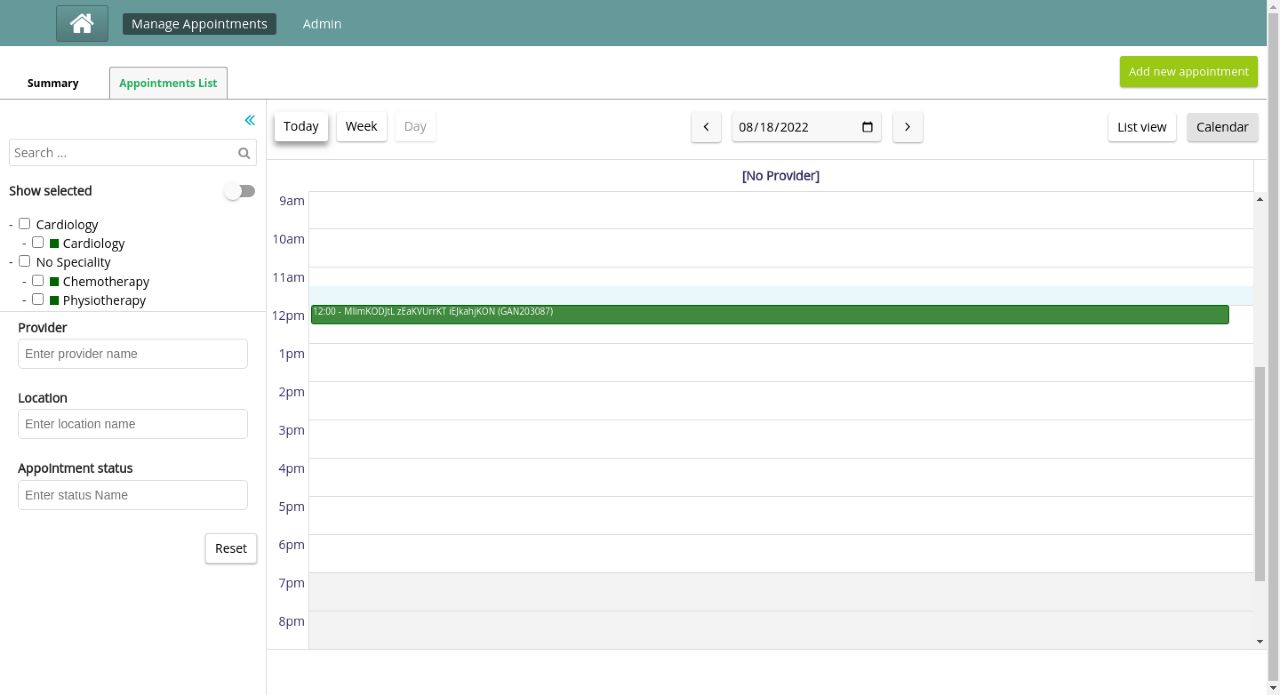 Manage Appointments
Admin
Summary
Appointments List
Add new appointment
Today
Week
Day
08/18/2022
List view
Calendar
Search ...
Show selected
- Cardiology
- Cardiology
- No Speciality
- Chemotherapy
- Physiotherapy
Provider
Enter provider name
Location
Enter location name
Appointment status
Enter status Name
Reset
[No Provider]
9am
10am
11am
12pm
12:00 - MlimKODJtL zEaKVUrrKT iEJkahjKON (GAN203087)
1pm
2pm
3pm
4pm
5pm
6pm
7pm
8pm